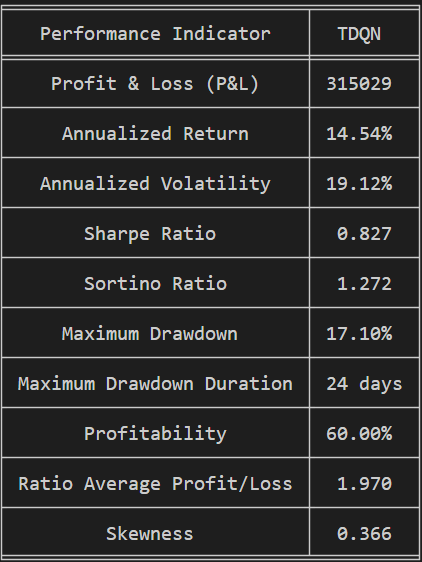 Performance Indicator TDQN
Profit & Loss (P&L) 315029
Annualized Return 14.54%
Annualized Volatility 19.12%
Sharpe Ratio 0.827
Sortino Ratio 1.272
Maximum Drawdown 17.10%
Maximum Drawdown Duration 24 days
Profitability 60.00%
Ratio Average Profit/Loss 1.970
Skewness 0.366